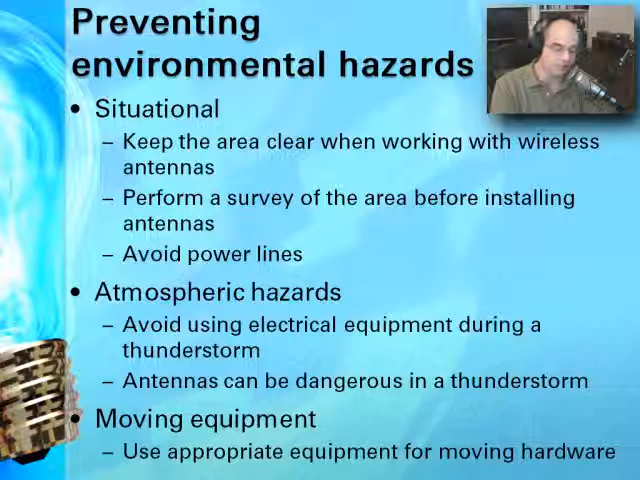 Preventing
environmental hazards
• Situational
– Keep the area clear when working with wireless
antennas
– Perform a survey of the area before installing
antennas
– Avoid power lines
• Atmospheric hazards
– Avoid using electrical equipment during a
thunderstorm
– Antennas can be dangerous in a thunderstorm
• Moving equipment
– Use appropriate equipment for moving hardware